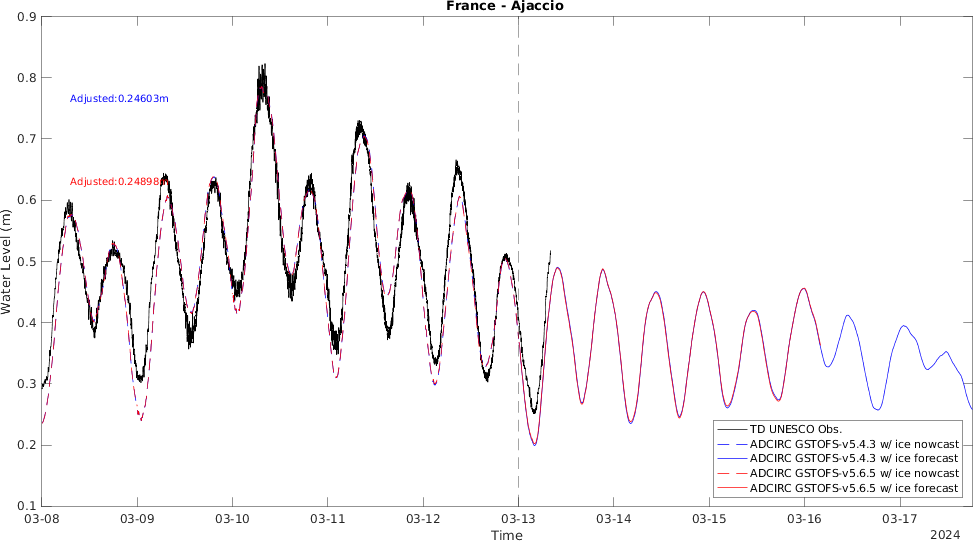 France - Ajaccio
0.9
0.8
0.7
0.6
0.5
0.4
0.3
0.2
0.1
Water Level (m)
Adjusted:0.24603m
Adjusted:0.24898m
TD UNESCO Obs.
ADCIRC GSTOFS-v5.4.3 w/ ice nowcast
ADCIRC GSTOFS-v5.4.3 w/ ice forecast
ADCIRC GSTOFS-v5.6.5 w/ ice nowcast
ADCIRC GSTOFS-v5.6.5 w/ ice forecast
03-08 03-09 03-10 03-11 03-12 03-13 03-14 03-15 03-16 03-17
Time
2024